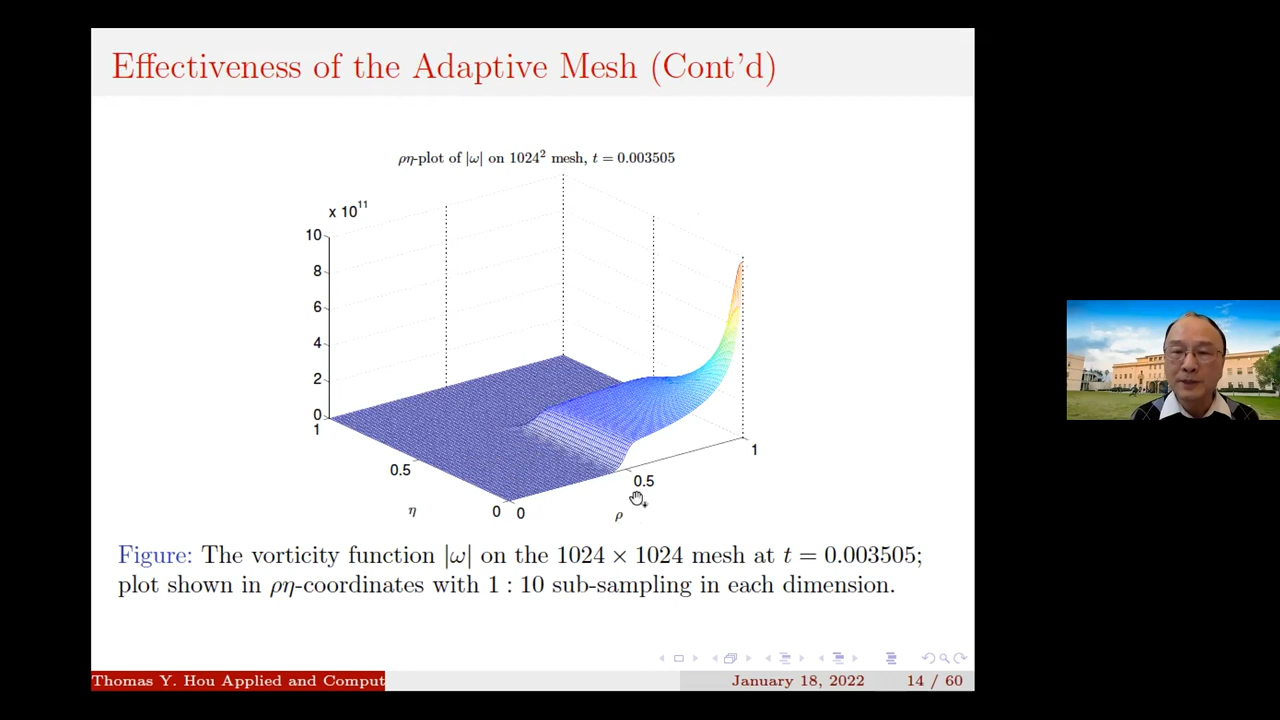 Effectiveness of the Adaptive Mesh (Cont'd)
ρη-plot of |ω| on 1024² mesh, t = 0.003505
x 10¹¹
10
8
6
4
2
0
1
0.5
0
0
0.5
1
η
ρ
Figure: The vorticity function |ω| on the 1024 × 1024 mesh at t = 0.003505;
plot shown in ρη-coordinates with 1 : 10 sub-sampling in each dimension.
Thomas Y. Hou Applied and Comput
January 18, 2022
14 / 60